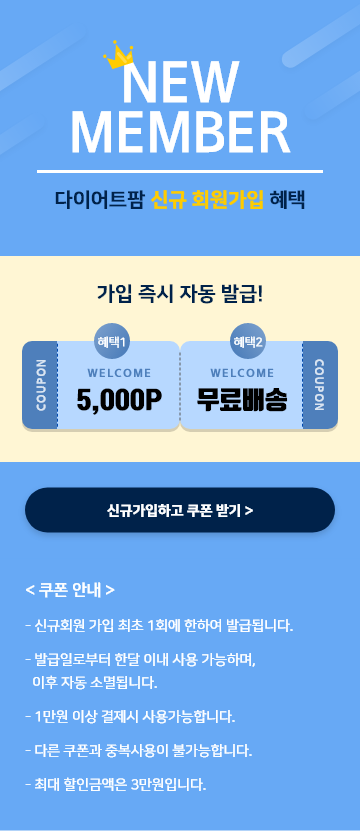 NEW
MEMBER
다이어트팜 신규 회원가입 혜택
가입 즉시 자동 발급!
혜택1
혜택2
COUPON
WELCOME
5,000P
WELCOME
무료배송
COUPON
신규가입하고 쿠폰 받기 >
< 쿠폰 안내 >
- 신규회원 가입 최초 1회에 한하여 발급됩니다.
- 발급일로부터 한달 이내 사용 가능하며,
이후 자동 소멸됩니다.
- 1만원 이상 결제시 사용가능합니다.
- 다른 쿠폰과 중복사용이 불가능합니다.
- 최대 할인금액은 3만원입니다.